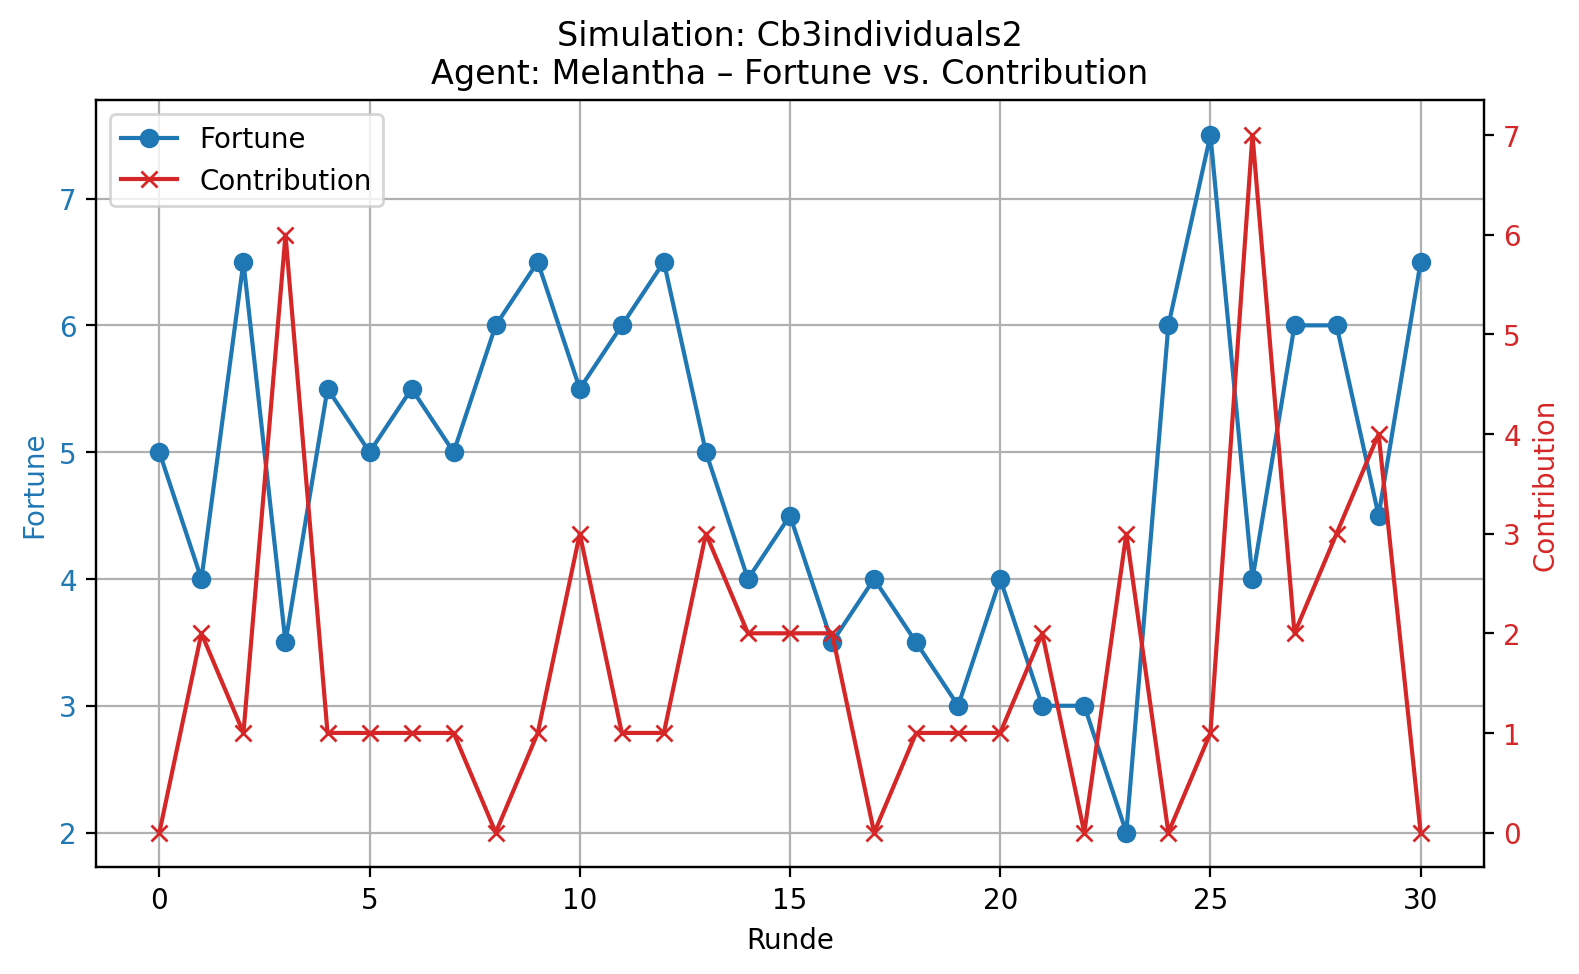 Simulation: Cb3individuals2
Agent: Melantha – Fortune vs. Contribution
Fortune
Contribution
7
6
5
4
3
2
Fortune
7
6
5
4
3
2
1
0
Contribution
0 5 10 15 20 25 30
Runde